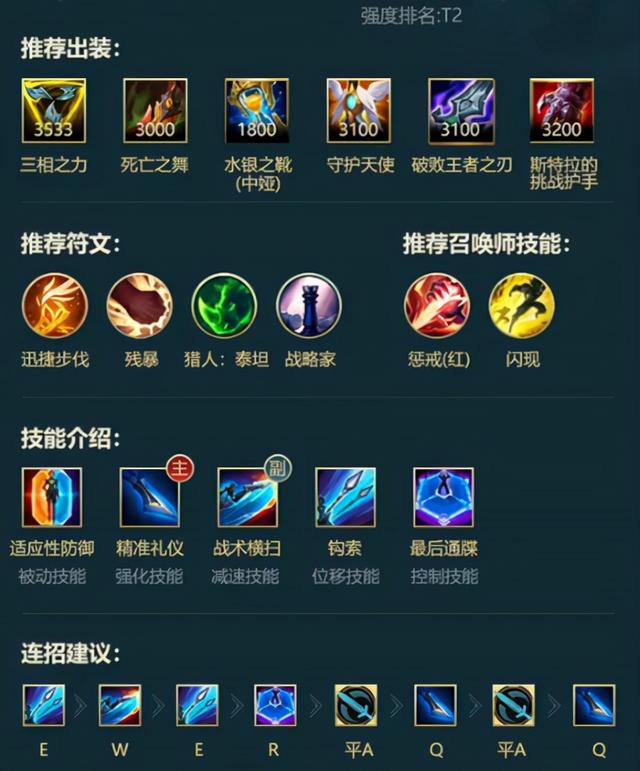 强度排名:T2
推荐出装:
3533 3000 1800 3100 3100 3200
三相之力 死亡之舞 水银之靴 守护天使 破败王者之刃 斯特拉的
(中娅) 挑战护手
推荐符文: 推荐召唤师技能:
迅捷步伐 残暴 猎人：泰坦 战略家 惩戒(红) 闪现
技能介绍:
主 副
适应性防御 精准礼仪 战术横扫 钩索 最后通牒
被动技能 强化技能 减速技能 位移技能 控制技能
连招建议:
E W E R 平A Q 平A Q